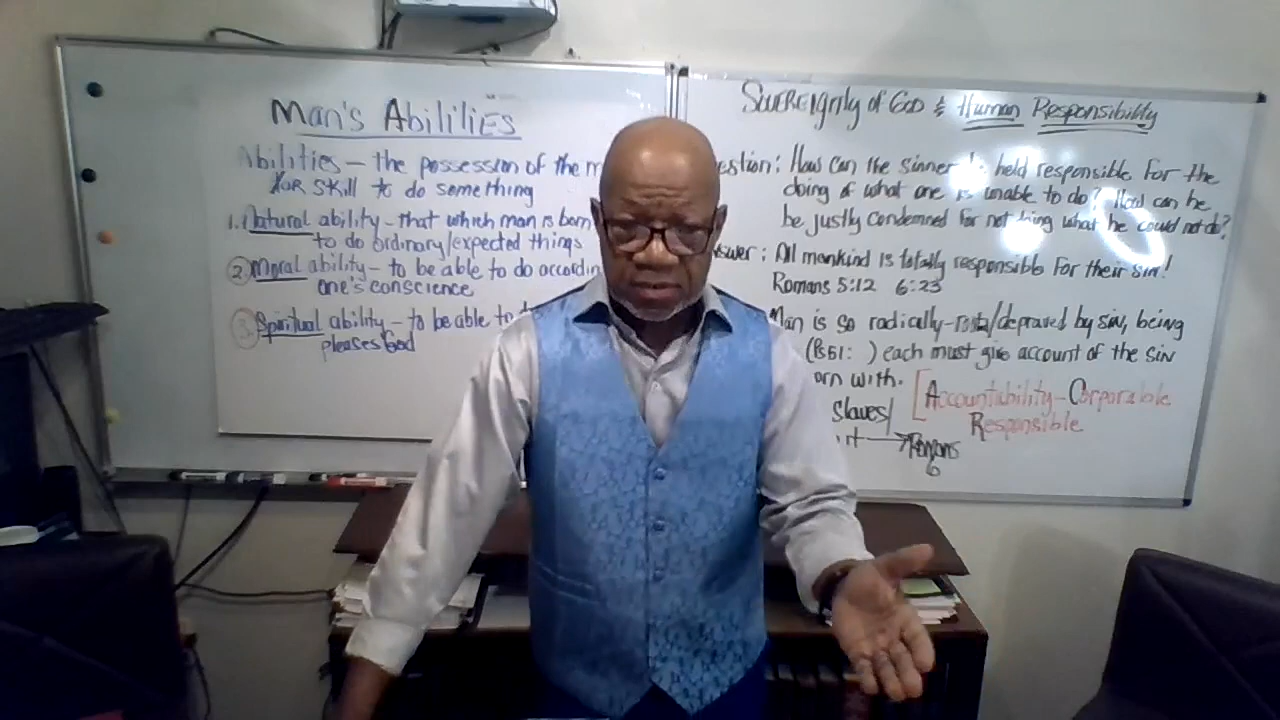 Man's Abilities
Abilities — the possession of the m
/or skill to do something
1. Natural ability - that which man is born
to do ordinary/expected things
2 Moral ability - to be able to do accordin
one's conscience
3 Spiritual ability - to be able to
pleases God
Sovereignty of God & Human Responsibility
estion: How can the sinner held responsible for the
doing of what one is unable to do? How can he
be justly condemned for not doing what he could not do?
nswer: All mankind is totally responsible for their sin!
Romans 5:12 6:23
Man is so radically- /depraved by sin, being
(Ps 51: ) each must give account of the sin
orn with.
Slaves/
Romans
6
[Accountability - Corporable
Responsible